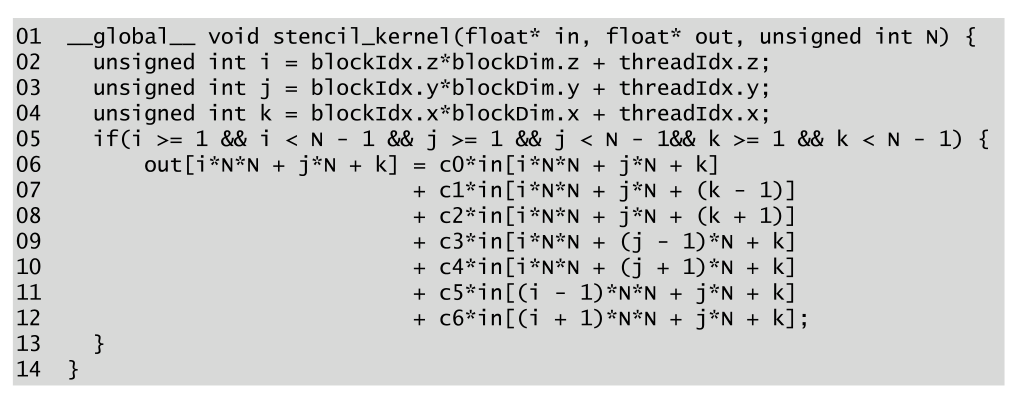 01 __global__ void stencil_kernel(float* in, float* out, unsigned int N) {
02 unsigned int i = blockIdx.z*blockDim.z + threadIdx.z;
03 unsigned int j = blockIdx.y*blockDim.y + threadIdx.y;
04 unsigned int k = blockIdx.x*blockDim.x + threadIdx.x;
05 if(i >= 1 && i < N - 1 && j >= 1 && j < N - 1&& k >= 1 && k < N - 1) {
06 out[i*N*N + j*N + k] = c0*in[i*N*N + j*N + k]
07 + c1*in[i*N*N + j*N + (k - 1)]
08 + c2*in[i*N*N + j*N + (k + 1)]
09 + c3*in[i*N*N + (j - 1)*N + k]
10 + c4*in[i*N*N + (j + 1)*N + k]
11 + c5*in[(i - 1)*N*N + j*N + k]
12 + c6*in[(i + 1)*N*N + j*N + k];
13 }
14 }